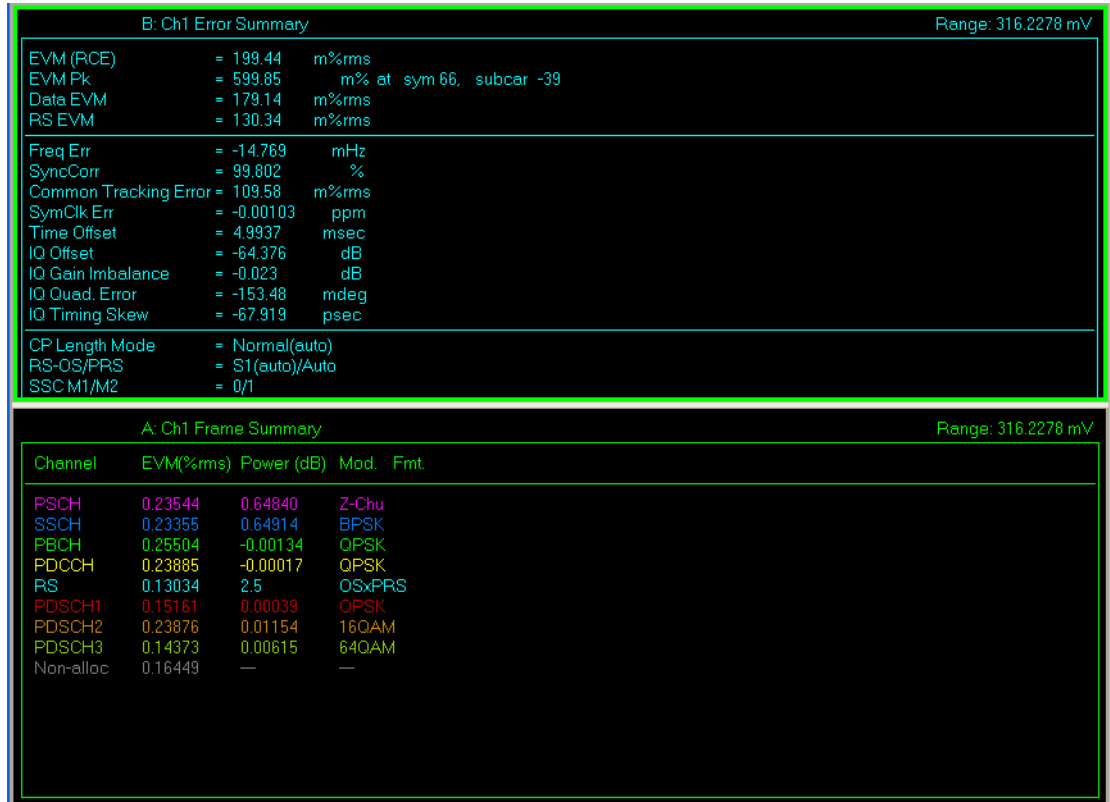 B: Ch1 Error Summary Range: 316.2278 mV
EVM (RCE) = 199.44 m%rms
EVM Pk = 599.85 m% at sym 66, subcar -39
Data EVM = 179.14 m%rms
RS EVM = 130.34 m%rms
Freq Err = -14.769 mHz
SyncCorr = 99.802 %
Common Tracking Error = 109.58 m%rms
SymClk Err = -0.00103 ppm
Time Offset = 4.9937 msec
IQ Offset = -64.376 dB
IQ Gain Imbalance = -0.023 dB
IQ Quad. Error = -153.48 mdeg
IQ Timing Skew = -67.919 psec
CP Length Mode = Normal(auto)
RS-OS/PRS = S1(auto)/Auto
SSC M1/M2 = 0/1
A: Ch1 Frame Summary Range: 316.2278 mV
Channel EVM(%rms) Power (dB) Mod. Fmt.
PSCH 0.23544 0.64840 Z-Chu
SSCH 0.23355 0.64914 BPSK
PBCH 0.25504 -0.00134 QPSK
PDCCH 0.23885 -0.00017 QPSK
RS 0.13034 2.5 OSxPRS
PDSCH1 0.15161 0.00039 QPSK
PDSCH2 0.23876 0.01154 16QAM
PDSCH3 0.14373 0.00615 64QAM
Non-alloc 0.16449 — —